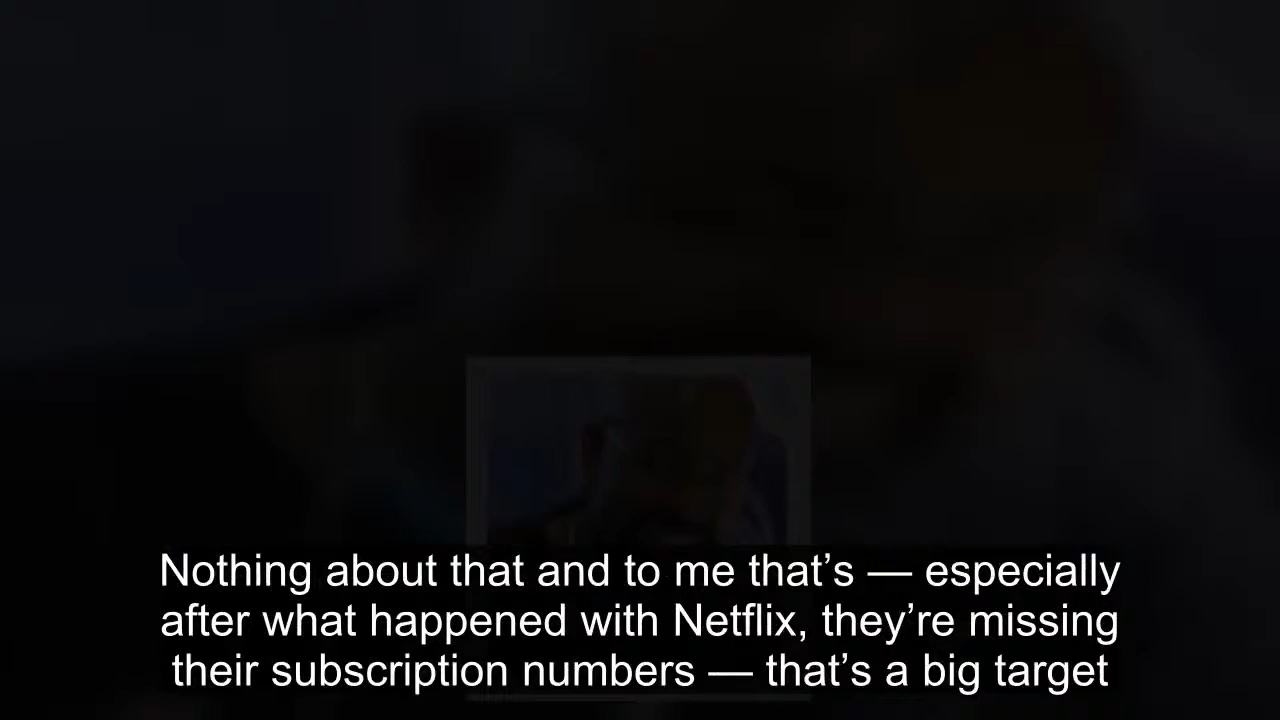 Nothing about that and to me that’s — especially
after what happened with Netflix, they’re missing
their subscription numbers — that’s a big target